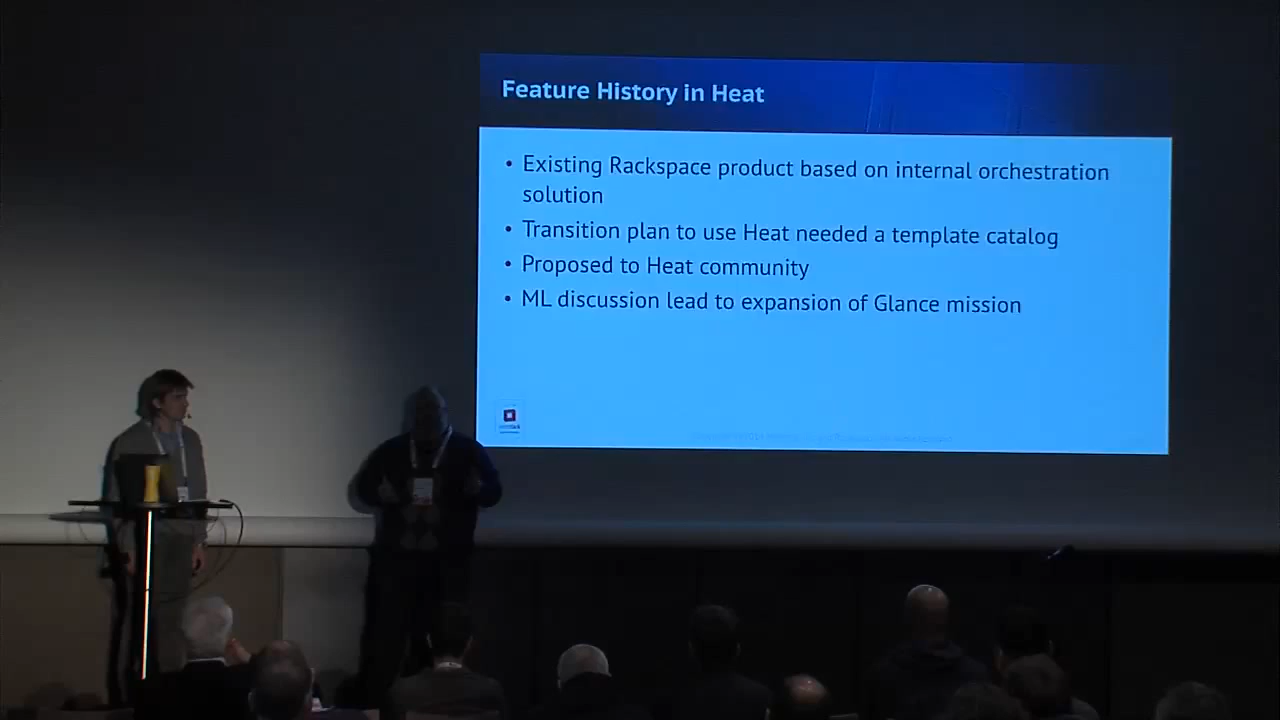 Feature History in Heat
• Existing Rackspace product based on internal orchestration
solution
• Transition plan to use Heat needed a template catalog
• Proposed to Heat community
• ML discussion lead to expansion of Glance mission